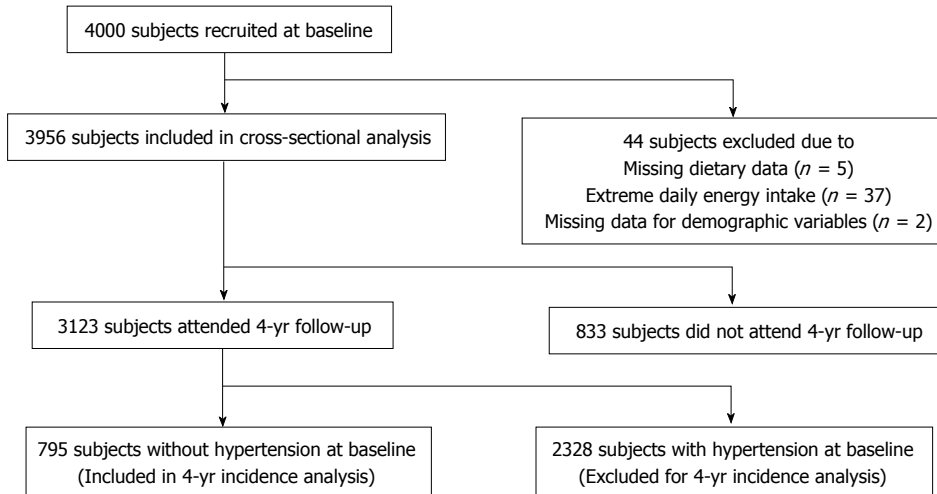 4000 subjects recruited at baseline
3956 subjects included in cross-sectional analysis
44 subjects excluded due to
Missing dietary data (n = 5)
Extreme daily energy intake (n = 37)
Missing data for demographic variables (n = 2)
3123 subjects attended 4-yr follow-up
833 subjects did not attend 4-yr follow-up
795 subjects without hypertension at baseline
(Included in 4-yr incidence analysis)
2328 subjects with hypertension at baseline
(Excluded for 4-yr incidence analysis)